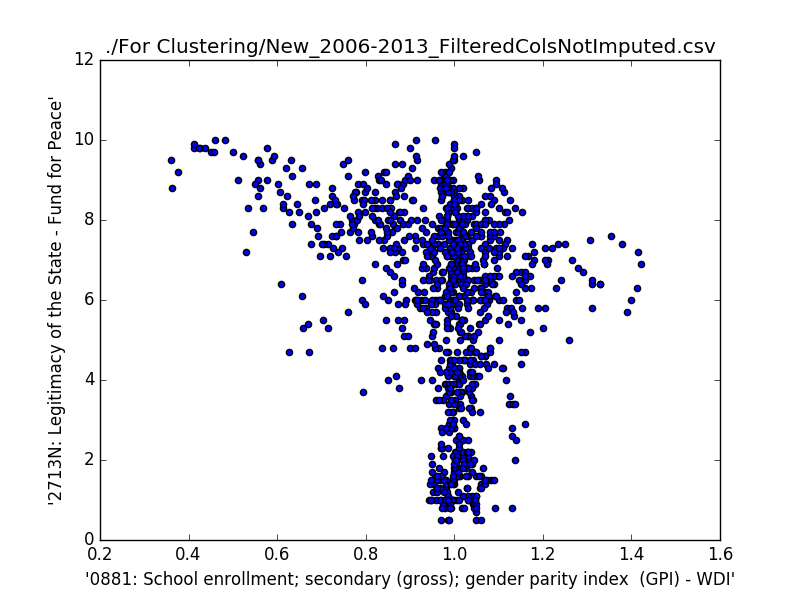 ./For Clustering/New_2006-2013_FilteredColsNotImputed.csv
12
10
8
6
4
2
0
'2713N: Legitimacy of the State - Fund for Peace'
0.2 0.4 0.6 0.8 1.0 1.2 1.4 1.6
'0881: School enrollment; secondary (gross); gender parity index  (GPI) - WDI'